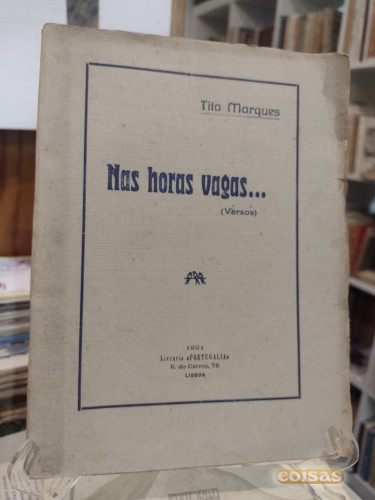 Tito Marques
Nas horas vagas...
(Versos)
Livraria «PORTUGALIA»
R. do Carmo, 75
LISBOA
coisas